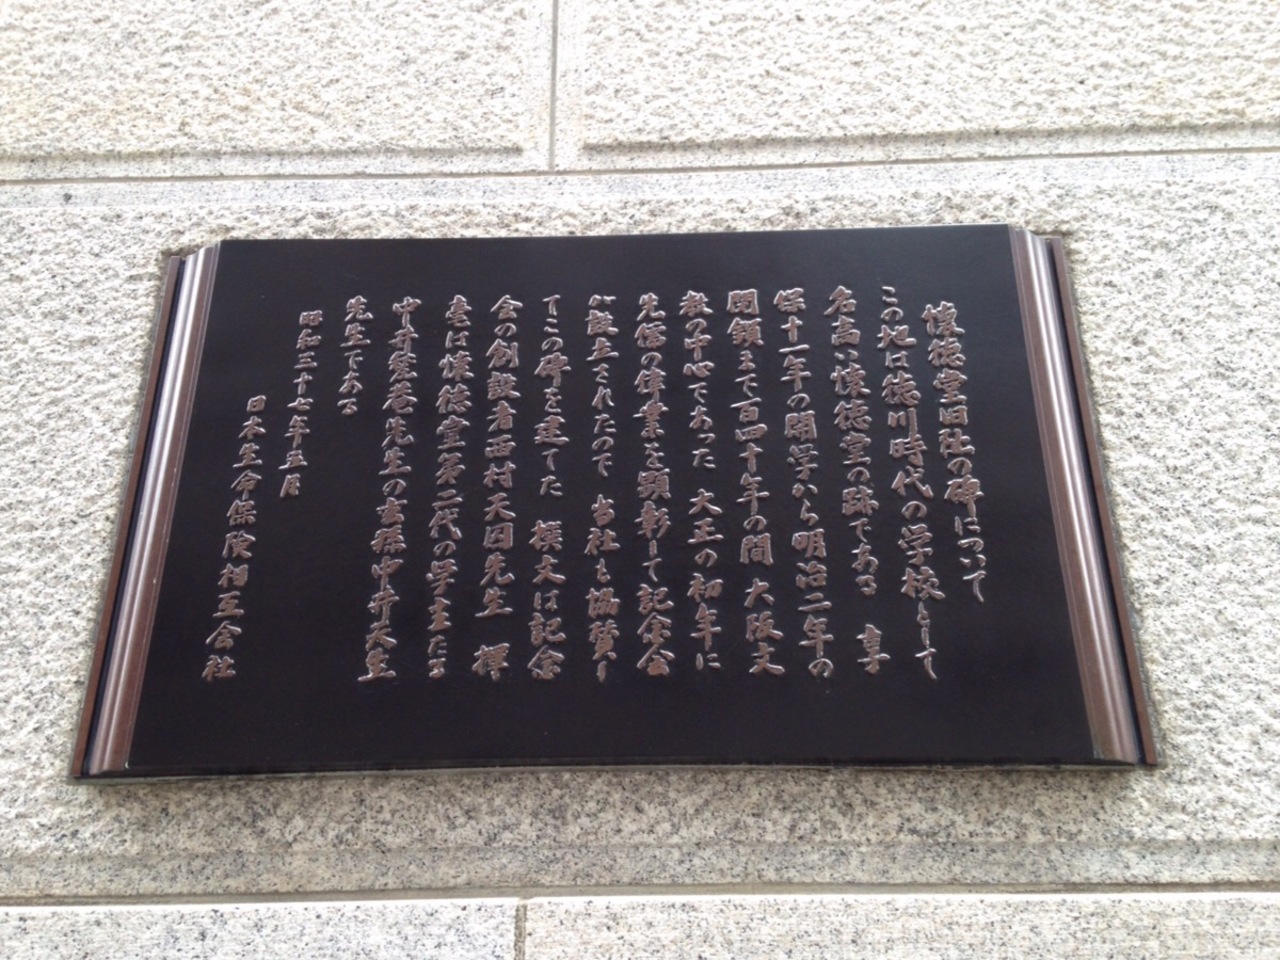 懐徳堂旧阯の碑について
この地は徳川時代の学校として
名高い懐徳堂の跡である 享
保十一年の開学から明治二年の
閉鎖まで百四十年の間 大阪文
教の中心であった 大正の初年に
先儒の偉業を顕彰して記念会
が設立されたので 当社も協賛し
てこの碑を建てた 撰文は記念
会の創設者西村天囚先生 揮
毫は懐徳堂第二代の学主たる
中井甃菴先生の玄孫中井木菟麻呂
先生である
昭和三十七年五月
日本生命保険相互会社